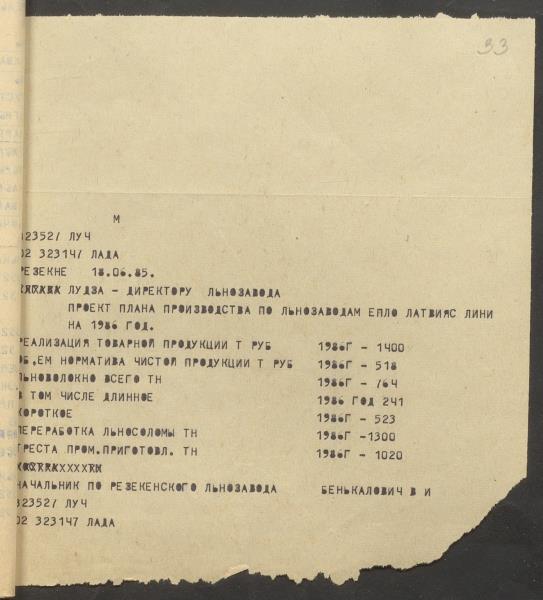 33
М
32352/ ЛУЧ
02 323147 ЛАДА
РЕЗЕКНЕ 18.06.85.
ЛУДЗА - ДИРЕКТОРУ ЛЬНОЗАВОДА
ПРОЕКТ ПЛАНА ПРОИЗВОДСТВА ПО ЛЬНОЗАВОДАМ ЕПЛО ЛАТВИЯС ЛИНИ
НА 1986 ГОД.
РЕАЛИЗАЦИЯ ТОВАРНОЙ ПРОДУКЦИИ Т РУБ 1986Г - 1400
ОБ,ЕМ НОРМАТИВА ЧИСТОЙ ПРОДУКЦИИ Т РУБ 1986Г - 518
ЛЬНОВОЛОКНО ВСЕГО ТН 1986Г - 764
В ТОМ ЧИСЛЕ ДЛИННОЕ 1986 ГОД 241
КОРОТКОЕ 1986Г - 523
ПЕРЕРАБОТКА ЛЬНОСОЛОМЫ ТН 1986Г -1300
ТРЕСТА ПРОМ.ПРИГОТОВЛ. ТН 1986Г - 1020
НАЧАЛЬНИК ПО РЕЗЕКЕНСКОГО ЛЬНОЗАВОДА БЕНЬКАЛОВИЧ В И
32352/ ЛУЧ
02 323147 ЛАДА